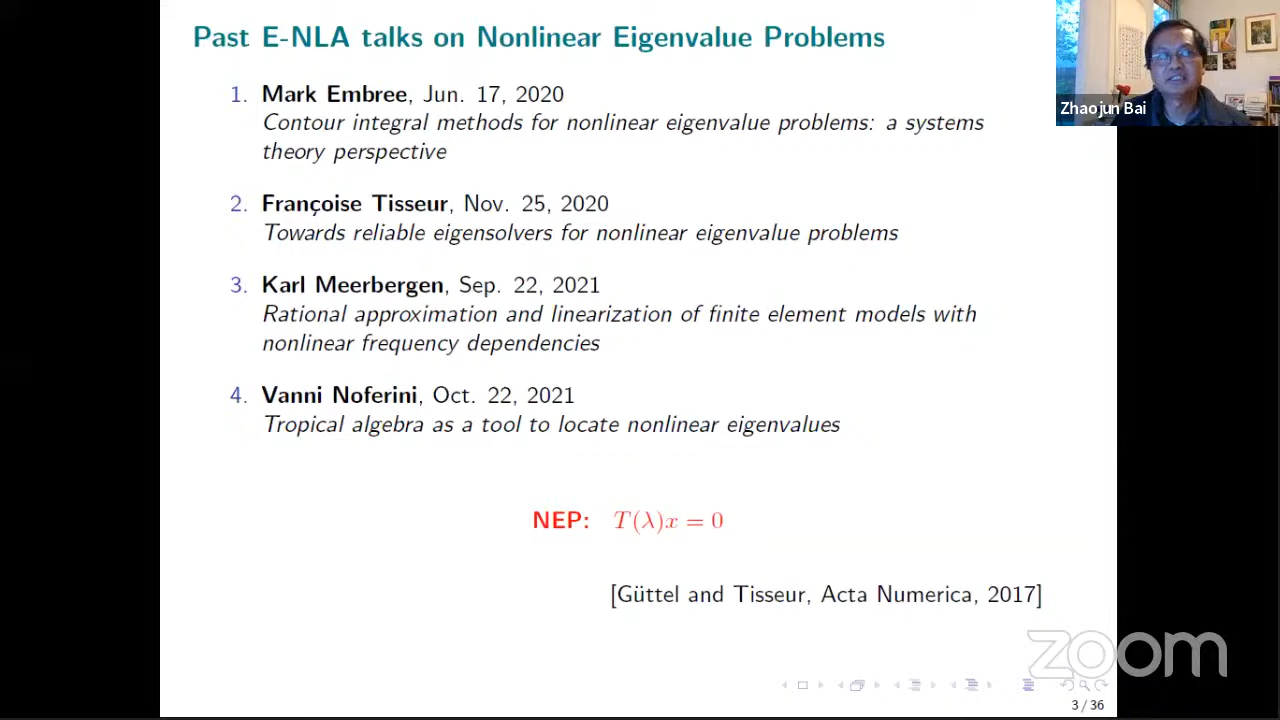 Past E-NLA talks on Nonlinear Eigenvalue Problems
Zhaojun Bai
1. Mark Embree, Jun. 17, 2020
Contour integral methods for nonlinear eigenvalue problems: a systems
theory perspective
2. Françoise Tisseur, Nov. 25, 2020
Towards reliable eigensolvers for nonlinear eigenvalue problems
3. Karl Meerbergen, Sep. 22, 2021
Rational approximation and linearization of finite element models with
nonlinear frequency dependencies
4. Vanni Noferini, Oct. 22, 2021
Tropical algebra as a tool to locate nonlinear eigenvalues
NEP: T(λ)x = 0
[Güttel and Tisseur, Acta Numerica, 2017]
zoom
3 / 36